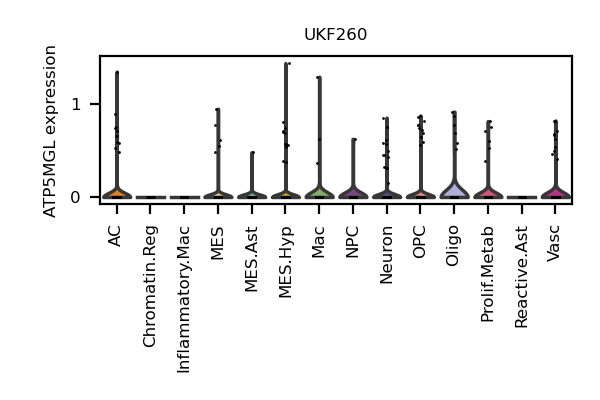 UKF260
ATP5MGL expression
1
0
AC
Chromatin.Reg
Inflammatory.Mac
MES
MES.Ast
MES.Hyp
Mac
NPC
Neuron
OPC
Oligo
Prolif.Metab
Reactive.Ast
Vasc